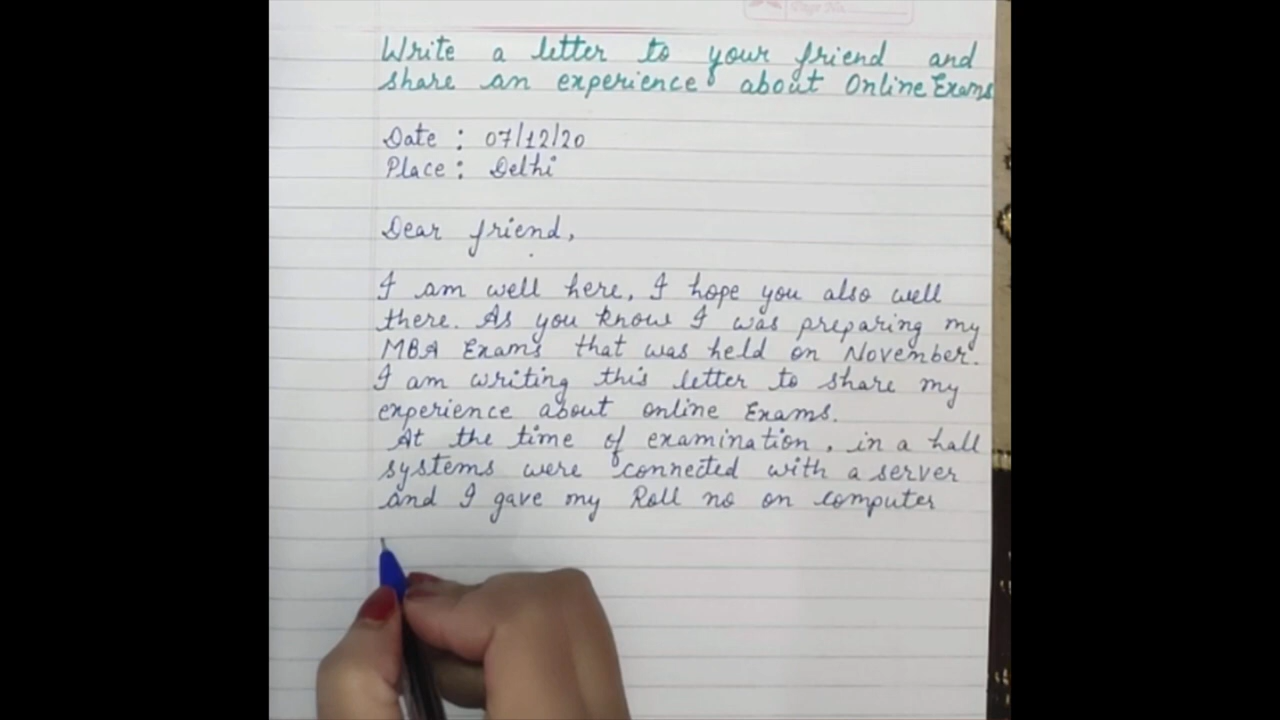 Page No.
Write a letter to your friend and
share an experience about Online Exams
Date : 07/12/20
Place : Delhi
Dear friend,
I am well here, I hope you also well
there. As you know I was preparing my
MBA Exams that was held on November.
I am writing this letter to share my
experience about online Exams.
At the time of examination, in a hall
systems were connected with a server
and I gave my Roll no on computer